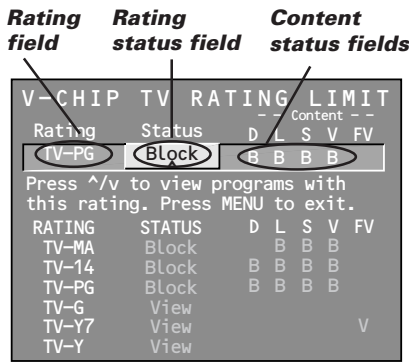 Rating field
Rating status field
Content status fields
V-CHIP TV RATING LIMIT
- - Content - -
Rating Status D L S V FV
TV-PG Block B B B B
Press ^/v to view programs with
this rating. Press MENU to exit.
RATING STATUS D L S V FV
TV-MA Block B B B
TV-14 Block B B B B
TV-PG Block B B B B
TV-G View
TV-Y7 View V
TV-Y View